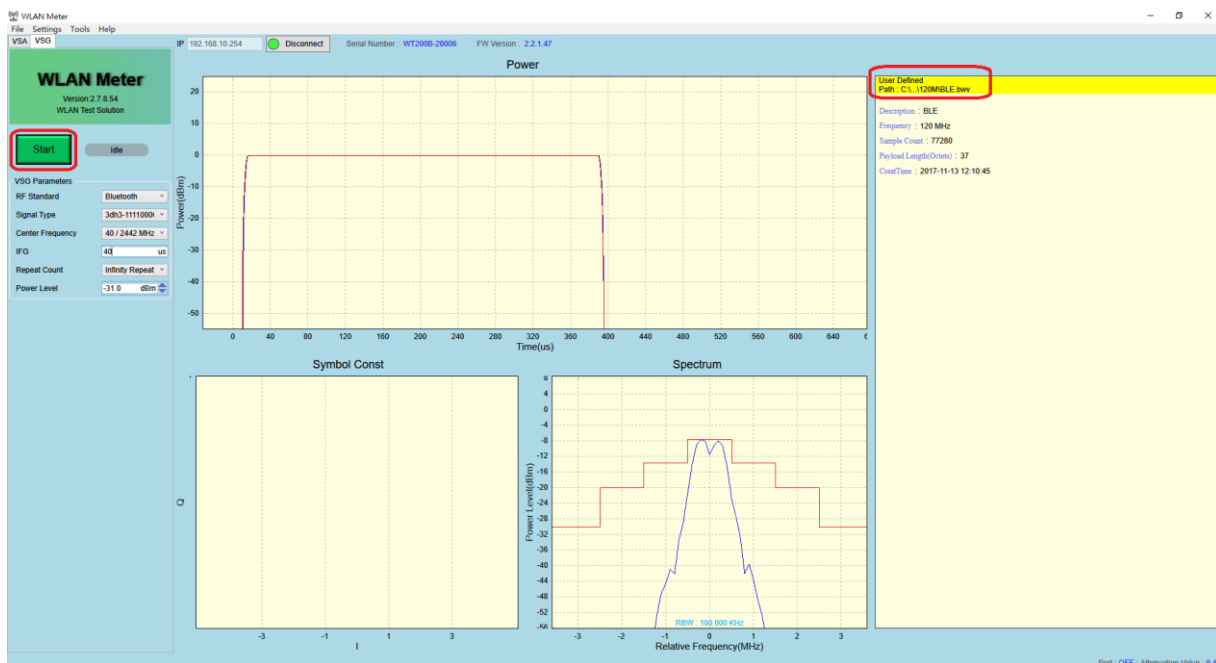 WLAN Meter
File Settings Tools Help
VSA VSG
IP 192.168.10.254 Disconnect Serial Number : WT200B-20006 FW Version : 2.2.1.47
WLAN Meter
Version:2.7.8.54
WLAN Test Solution
Start Idle
VSG Parameters
RF Standard Bluetooth
Signal Type 3dh3-1111000
Center Frequency 40 / 2442 MHz
IFG 40 us
Repeat Count Infinity Repeat
Power Level -31.0 dBm
Power
Power(dBm)
20
10
0
-10
-20
-30
-40
-50
0 40 80 120 160 200 240 280 320 360 400 440 480 520 560 600 640
Time(us)
User Defined
Path : C:\...\120M\BLE.bwv
Description : BLE
Frequency : 120 MHz
Sample Count : 77280
Payload Length(Octets) : 37
CreatTime : 2017-11-13 12:10:45
Symbol Const
Q
-3 -1 1 3
I
Spectrum
Power Level(dBm)
8
4
0
-4
-8
-12
-16
-20
-24
-28
-32
-36
-40
-44
-48
-52
-56
RBW : 100.000 KHz
-3 -2 -1 0 1 2 3
Relative Frequency(MHz)
Port : OFF ; Attenuation Value :